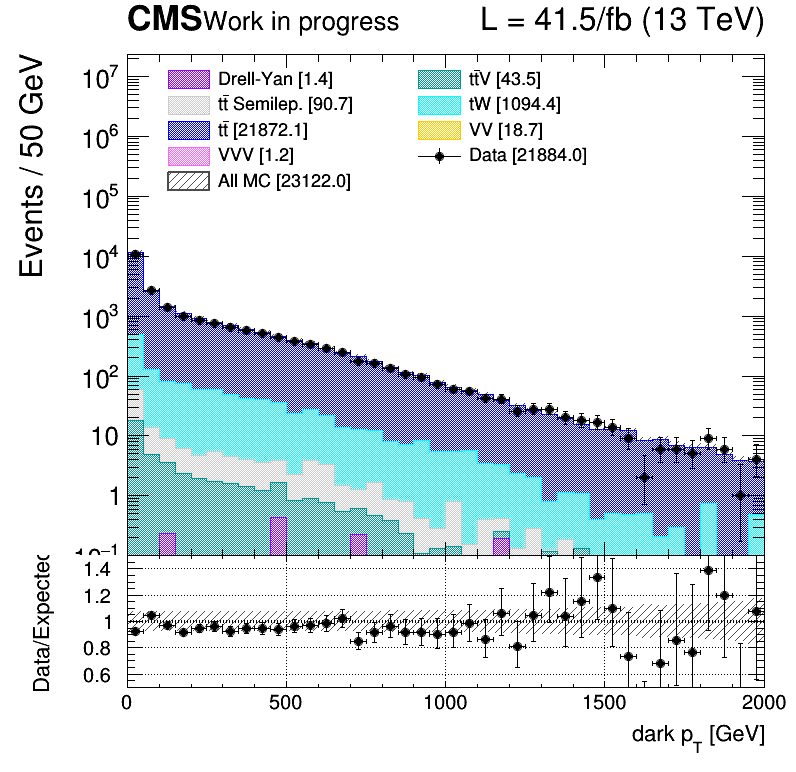 CMS Work in progress L = 41.5/fb (13 TeV)
Events / 50 GeV
Drell-Yan [1.4]
tt̄ Semilep. [90.7]
tt̄ [21872.1]
VVV [1.2]
All MC [23122.0]
tt̄V [43.5]
tW [1094.4]
VV [18.7]
Data [21884.0]
10⁷
10⁶
10⁵
10⁴
10³
10²
10
1
10⁻¹
Data/Expected
1.4
1.2
1
0.8
0.6
0 500 1000 1500 2000
dark p_T [GeV]